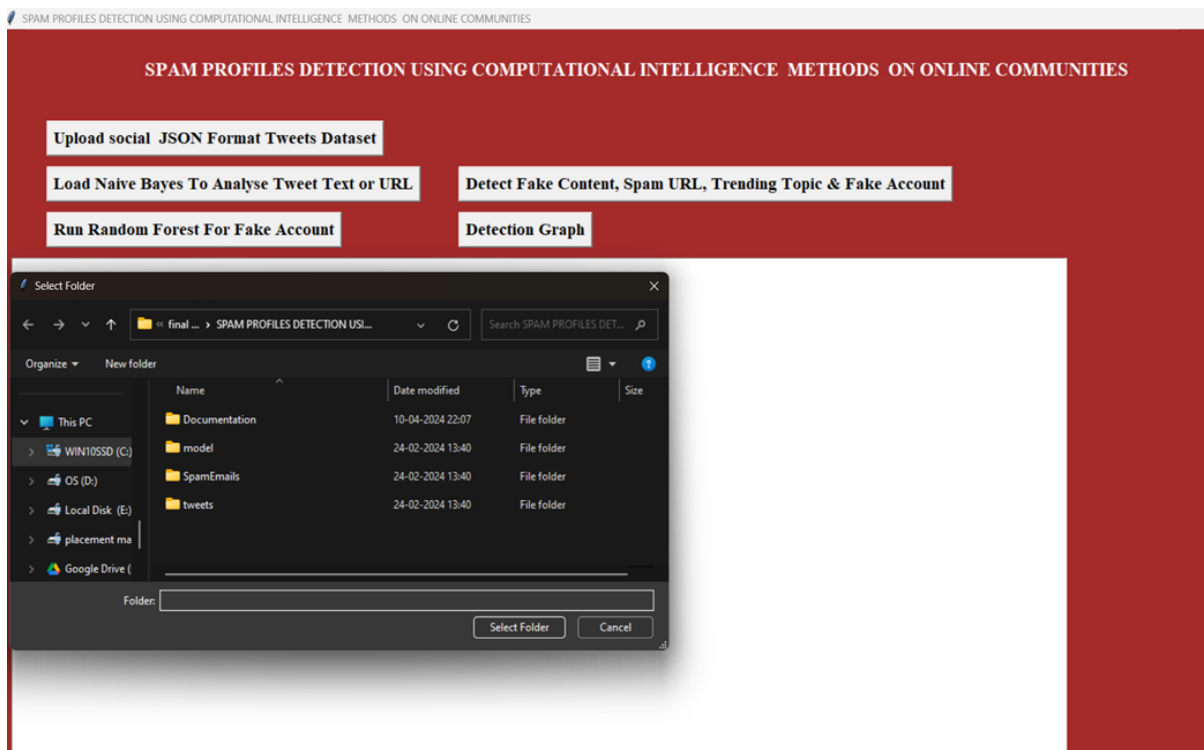 SPAM PROFILES DETECTION USING COMPUTATIONAL INTELLIGENCE  METHODS  ON ONLINE COMMUNITIES
SPAM PROFILES DETECTION USING COMPUTATIONAL INTELLIGENCE  METHODS  ON ONLINE COMMUNITIES
Upload social  JSON Format Tweets Dataset
Load Naive Bayes To Analyse Tweet Text or URL
Detect Fake Content, Spam URL, Trending Topic & Fake Account
Run Random Forest For Fake Account
Detection Graph
Select Folder
« final ... › SPAM PROFILES DETECTION USI...
Search SPAM PROFILES DET...
Organize
New folder
?
Name Date modified Type Size
This PC
WIN10SSD (C:)
OS (D:)
Local Disk (E:)
placement ma
Google Drive (
Documentation 10-04-2024 22:07 File folder
model 24-02-2024 13:40 File folder
SpamEmails 24-02-2024 13:40 File folder
tweets 24-02-2024 13:40 File folder
Folder:
Select Folder
Cancel